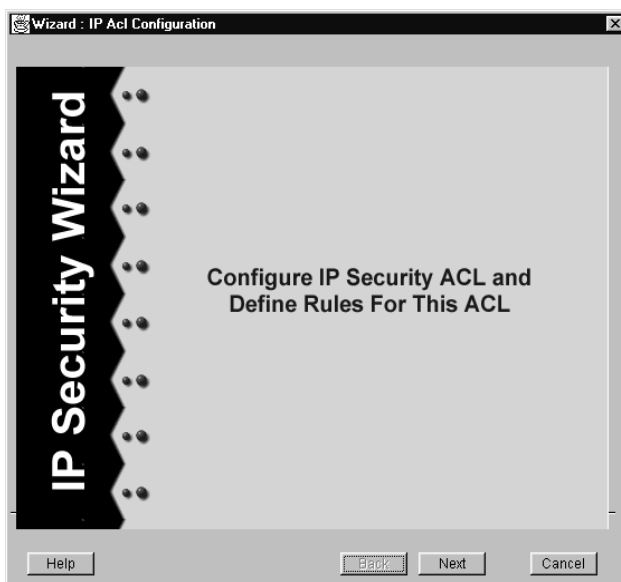 Wizard : IP Acl Configuration
IP Security Wizard
Configure IP Security ACL and
Define Rules For This ACL
Help
Back
Next
Cancel